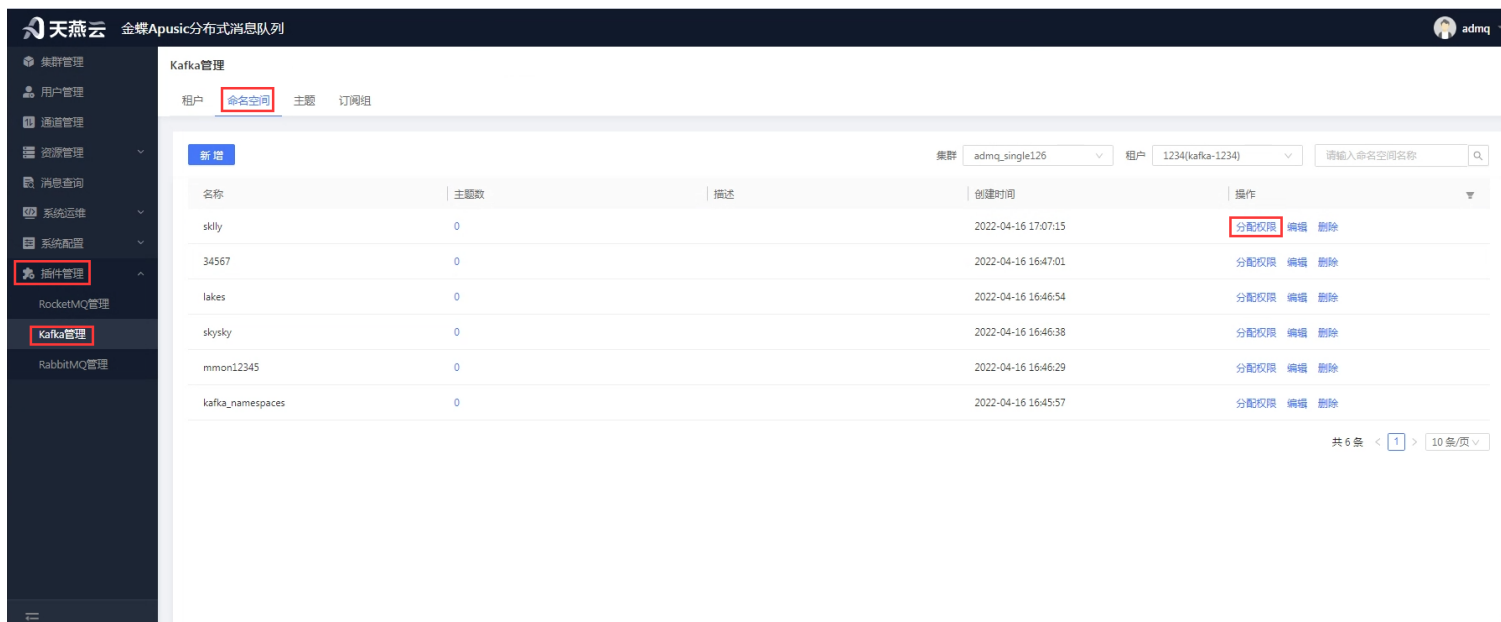 天燕云 金蝶Apusic分布式消息队列 admq
集群管理
用户管理
通道管理
资源管理
消息查询
系统运维
系统配置
插件管理
RocketMQ管理
Kafka管理
RabbitMQ管理
Kafka管理
租户 命名空间 主题 订阅组
新增 集群 admq_single126 租户 1234(kafka-1234) 请输入命名空间名称
名称 主题数 描述 创建时间 操作
sklly 0 2022-04-16 17:07:15 分配权限 编辑 删除
34567 0 2022-04-16 16:47:01 分配权限 编辑 删除
lakes 0 2022-04-16 16:46:54 分配权限 编辑 删除
skysky 0 2022-04-16 16:46:38 分配权限 编辑 删除
mmon12345 0 2022-04-16 16:46:29 分配权限 编辑 删除
kafka_namespaces 0 2022-04-16 16:45:57 分配权限 编辑 删除
共 6 条 < 1 > 10 条/页